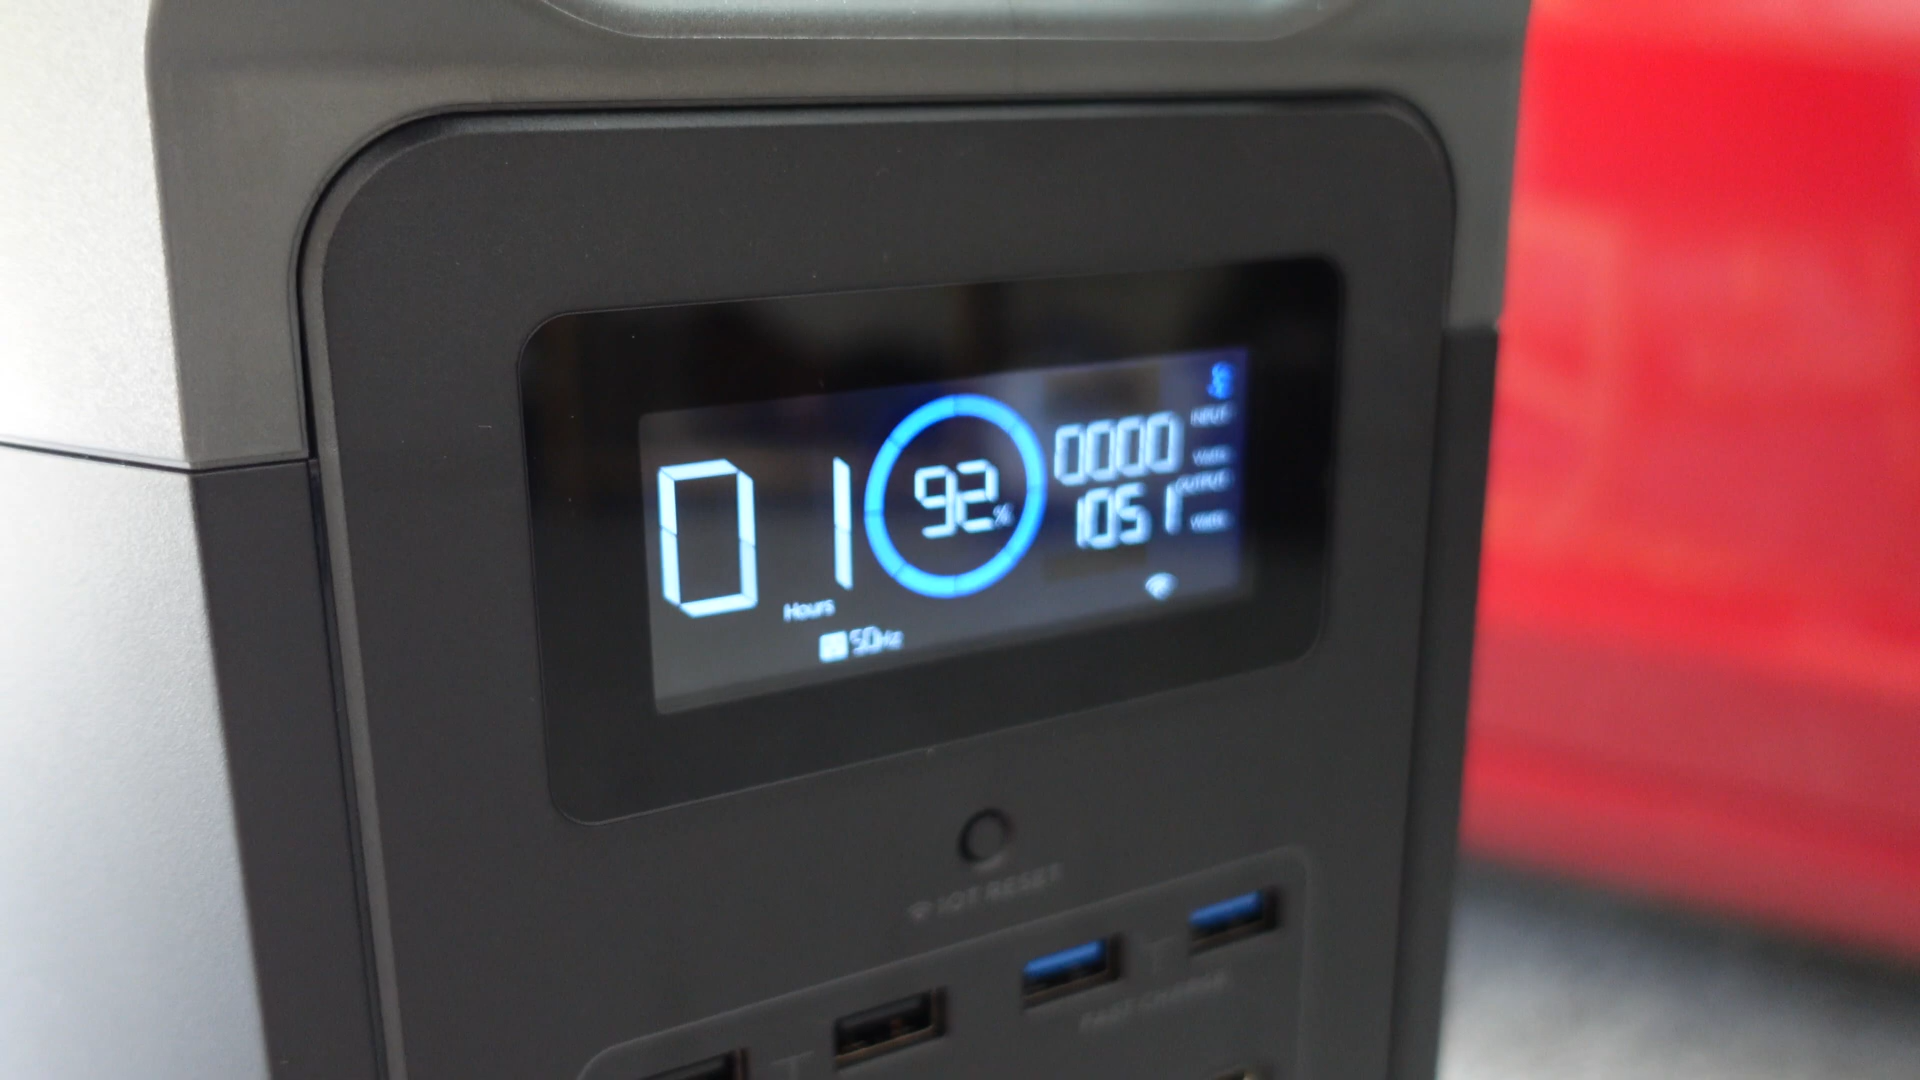 01
Hours
50Hz
92%
0000
INPUT
Watts
1051
OUTPUT
Watts
IOT RESET
FAST CHARGE